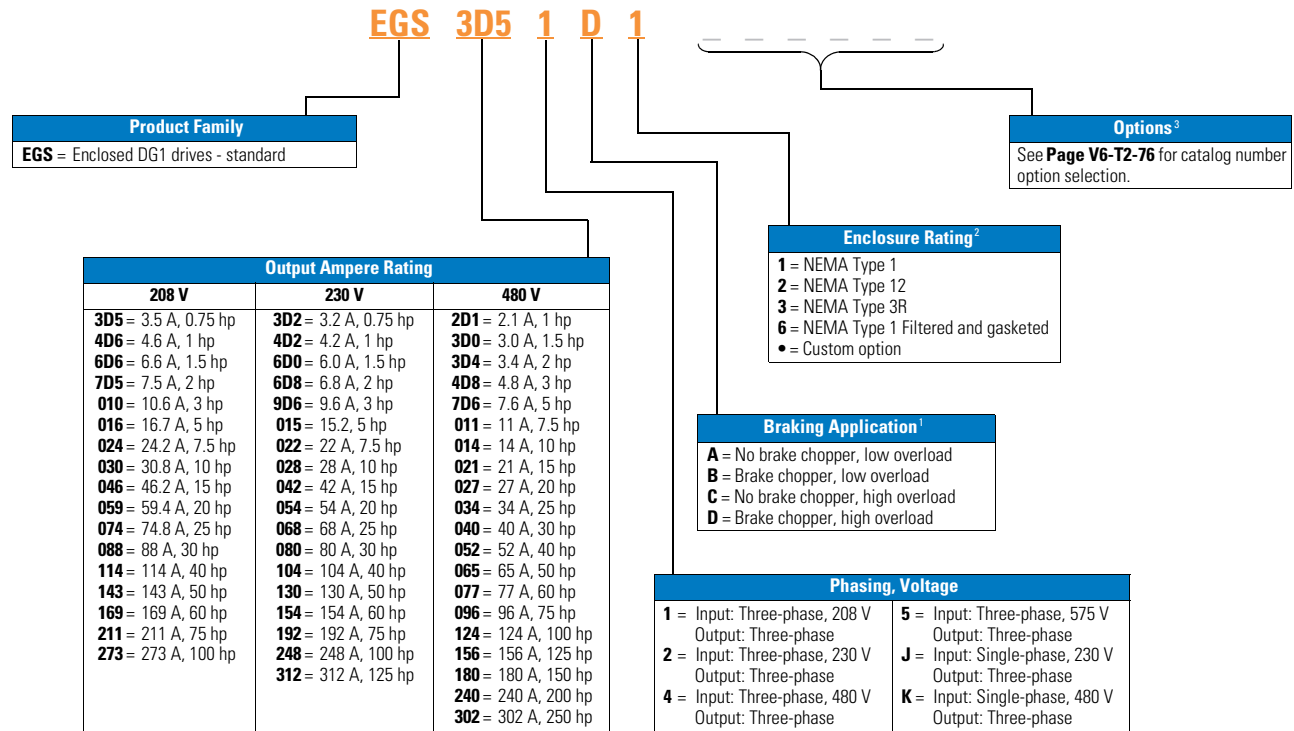 EGS 3D5 1 D 1 _ _ _ _ _ _
Product Family
EGS = Enclosed DG1 drives - standard
Options 3
See Page V6-T2-76 for catalog number
option selection.
Enclosure Rating 2
1 = NEMA Type 1
2 = NEMA Type 12
3 = NEMA Type 3R
6 = NEMA Type 1 Filtered and gasketed
• = Custom option
Output Ampere Rating
208 V
3D5 = 3.5 A, 0.75 hp
4D6 = 4.6 A, 1 hp
6D6 = 6.6 A, 1.5 hp
7D5 = 7.5 A, 2 hp
010 = 10.6 A, 3 hp
016 = 16.7 A, 5 hp
024 = 24.2 A, 7.5 hp
030 = 30.8 A, 10 hp
046 = 46.2 A, 15 hp
059 = 59.4 A, 20 hp
074 = 74.8 A, 25 hp
088 = 88 A, 30 hp
114 = 114 A, 40 hp
143 = 143 A, 50 hp
169 = 169 A, 60 hp
211 = 211 A, 75 hp
273 = 273 A, 100 hp
230 V
3D2 = 3.2 A, 0.75 hp
4D2 = 4.2 A, 1 hp
6D0 = 6.0 A, 1.5 hp
6D8 = 6.8 A, 2 hp
9D6 = 9.6 A, 3 hp
015 = 15.2, 5 hp
022 = 22 A, 7.5 hp
028 = 28 A, 10 hp
042 = 42 A, 15 hp
054 = 54 A, 20 hp
068 = 68 A, 25 hp
080 = 80 A, 30 hp
104 = 104 A, 40 hp
130 = 130 A, 50 hp
154 = 154 A, 60 hp
192 = 192 A, 75 hp
248 = 248 A, 100 hp
312 = 312 A, 125 hp
480 V
2D1 = 2.1 A, 1 hp
3D0 = 3.0 A, 1.5 hp
3D4 = 3.4 A, 2 hp
4D8 = 4.8 A, 3 hp
7D6 = 7.6 A, 5 hp
011 = 11 A, 7.5 hp
014 = 14 A, 10 hp
021 = 21 A, 15 hp
027 = 27 A, 20 hp
034 = 34 A, 25 hp
040 = 40 A, 30 hp
052 = 52 A, 40 hp
065 = 65 A, 50 hp
077 = 77 A, 60 hp
096 = 96 A, 75 hp
124 = 124 A, 100 hp
156 = 156 A, 125 hp
180 = 180 A, 150 hp
240 = 240 A, 200 hp
302 = 302 A, 250 hp
Braking Application 1
A = No brake chopper, low overload
B = Brake chopper, low overload
C = No brake chopper, high overload
D = Brake chopper, high overload
Phasing, Voltage
1 = Input: Three-phase, 208 V
Output: Three-phase
2 = Input: Three-phase, 230 V
Output: Three-phase
4 = Input: Three-phase, 480 V
Output: Three-phase
5 = Input: Three-phase, 575 V
Output: Three-phase
J = Input: Single-phase, 230 V
Output: Three-phase
K = Input: Single-phase, 480 V
Output: Three-phase